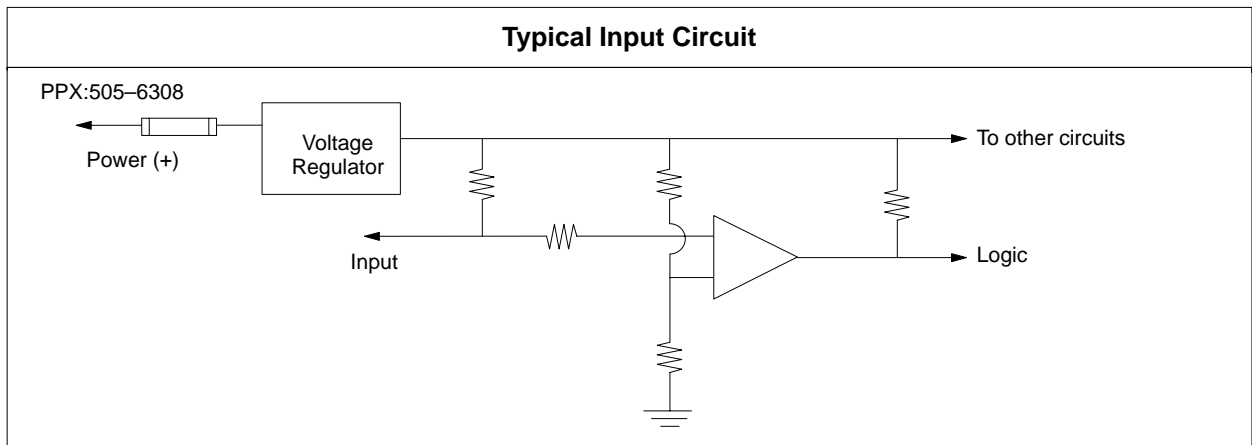 Typical Input Circuit
PPX:505–6308
Power (+)
Voltage
Regulator
To other circuits
Input
Logic